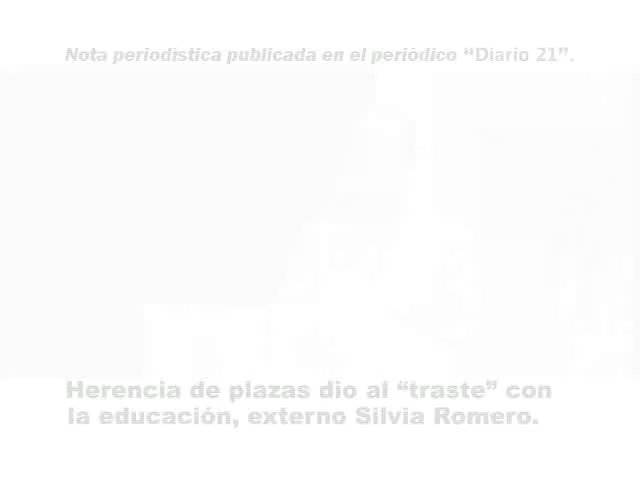 Nota periodística publicada en el periódico “Diario 21”.
Herencia de plazas dio al “traste” con
la educación, externo Silvia Romero.